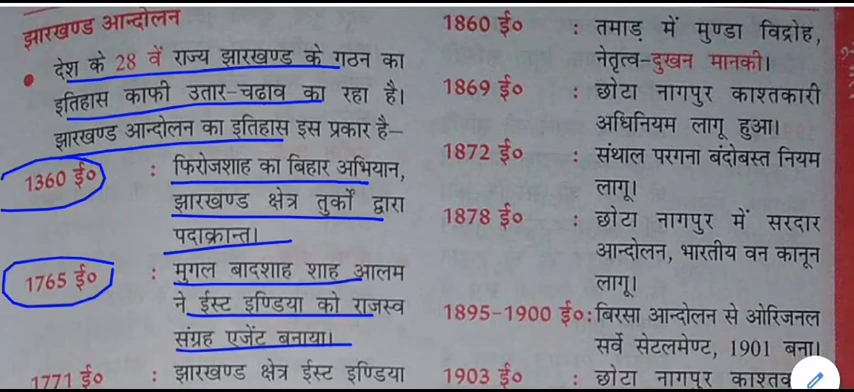 झारखण्ड आन्दोलन
• देश के 28 वें राज्य झारखण्ड के गठन का
इतिहास काफी उतार-चढाव का रहा है।
झारखण्ड आन्दोलन का इतिहास इस प्रकार है–
1360 ई० : फिरोजशाह का बिहार अभियान,
झारखण्ड क्षेत्र तुर्कों द्वारा
पदाक्रान्त।
1765 ई० : मुगल बादशाह शाह आलम
ने ईस्ट इण्डिया को राजस्व
संग्रह एजेंट बनाया।
1771 ई० : झारखण्ड क्षेत्र ईस्ट इण्डिया
1860 ई० : तमाड़ में मुण्डा विद्रोह,
नेतृत्व-दुखन मानकी।
1869 ई० : छोटा नागपुर काश्तकारी
अधिनियम लागू हुआ।
1872 ई० : संथाल परगना बंदोबस्त नियम
लागू।
1878 ई० : छोटा नागपुर में सरदार
आन्दोलन, भारतीय वन कानून
लागू।
1895-1900 ई०: बिरसा आन्दोलन से ओरिजनल
सर्वे सेटलमेण्ट, 1901 बना।
1903 ई० : छोटा नागपुर